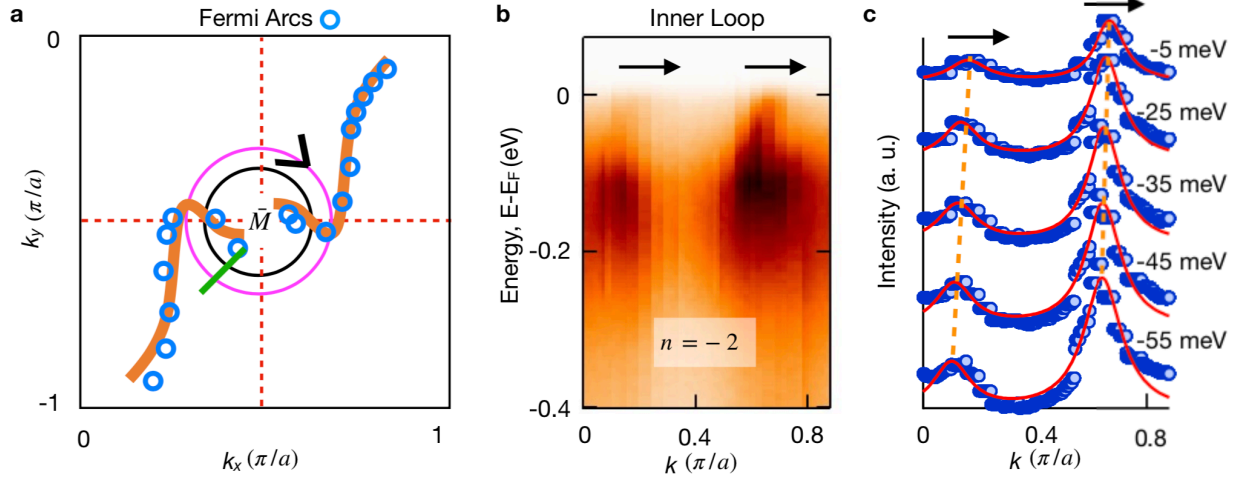 a
Fermi Arcs
0
-1
0
1
k_y (π/a)
k_x (π/a)
M̄
b
Inner Loop
0
-0.2
-0.4
Energy, E-E_F (eV)
n = − 2
0
0.4
0.8
k (π/a)
c
-5 meV
-25 meV
-35 meV
-45 meV
-55 meV
Intensity (a. u.)
0
0.4
0.8
k (π/a)